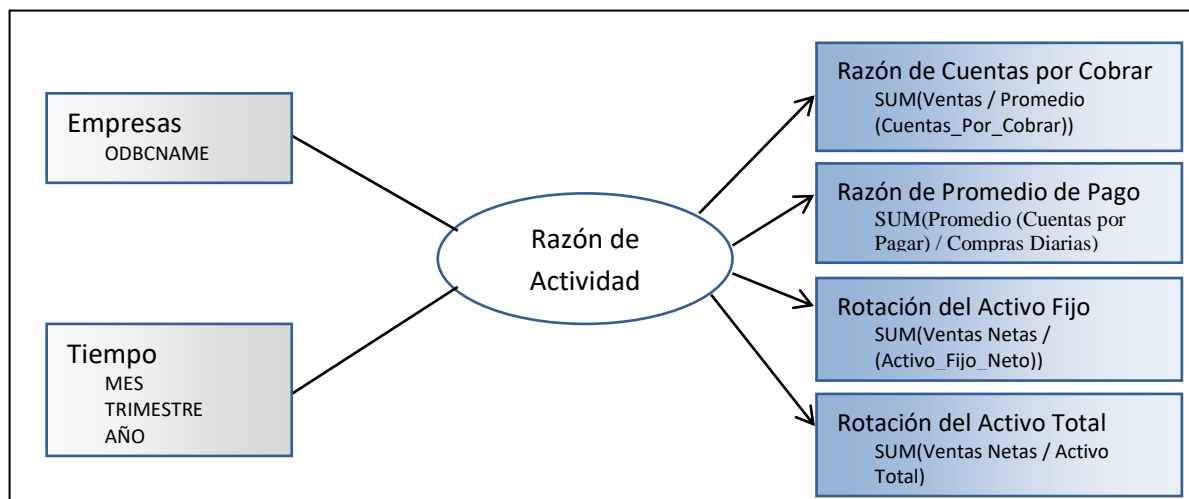 Empresas
ODBCNAME
Tiempo
MES
TRIMESTRE
AÑO
Razón de
Actividad
Razón de Cuentas por Cobrar
SUM(Ventas / Promedio
(Cuentas_Por_Cobrar))
Razón de Promedio de Pago
SUM(Promedio (Cuentas por
Pagar) / Compras Diarias)
Rotación del Activo Fijo
SUM(Ventas Netas /
(Activo_Fijo_Neto))
Rotación del Activo Total
SUM(Ventas Netas / Activo
Total)